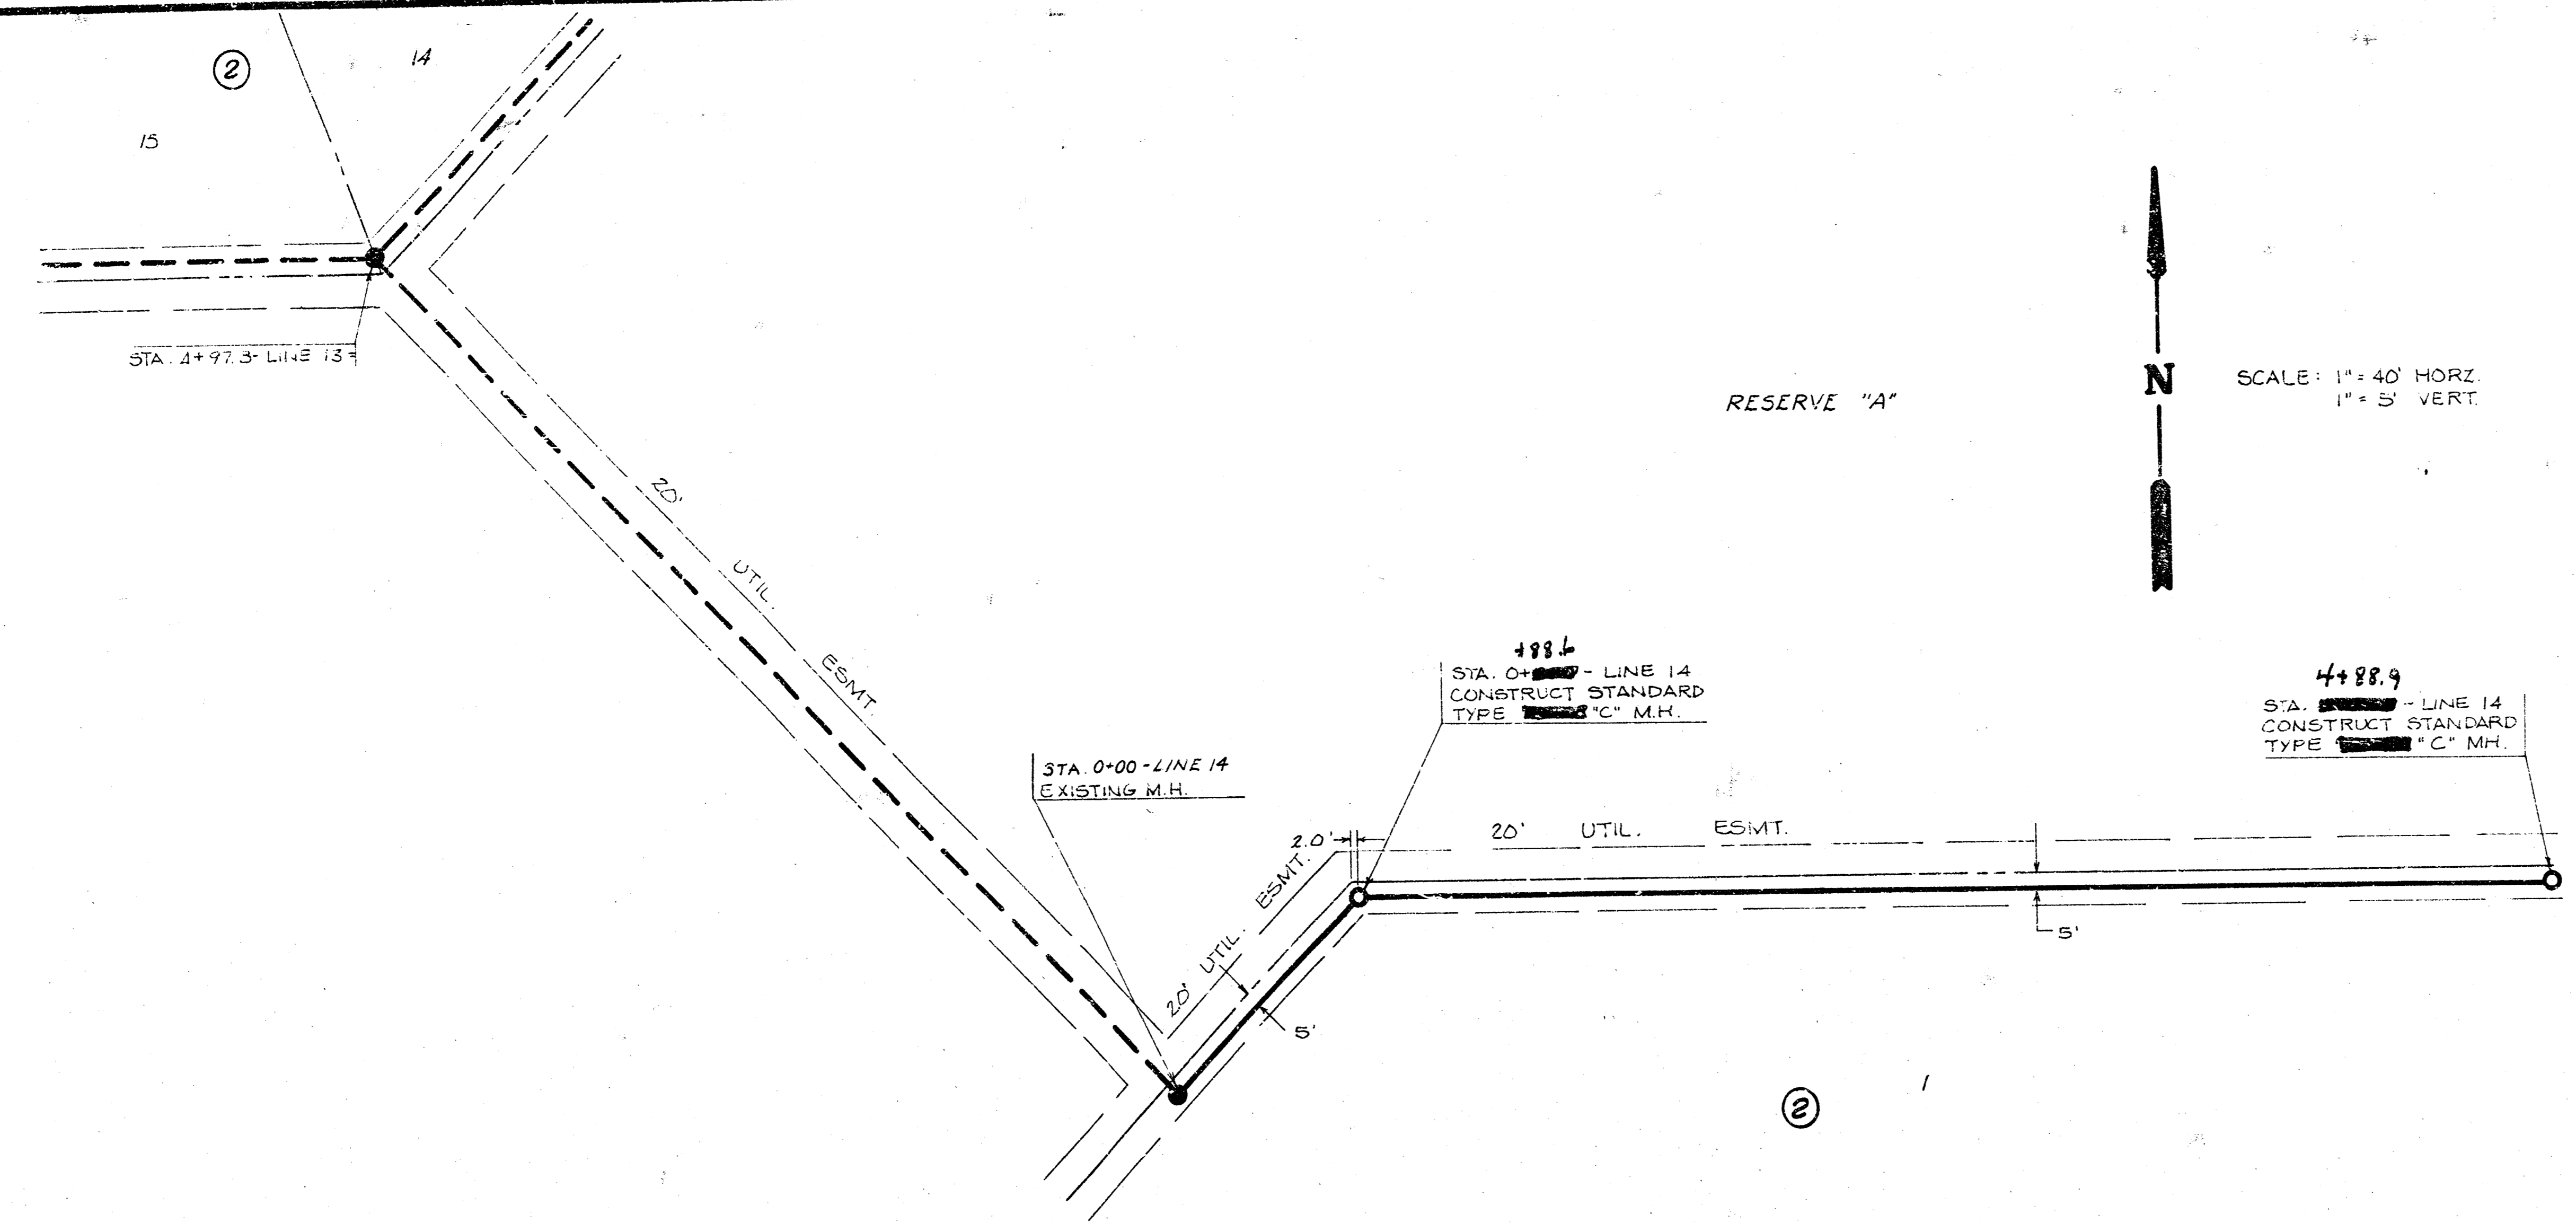 2
14
15
STA. 4+97.3- LINE 13=
20' UTIL. ESMT.
RESERVE "A"
N
SCALE: 1" = 40' HORZ.
1" = 5' VERT.
+88.6
STA. 0+ - LINE 14
CONSTRUCT STANDARD
TYPE "C" M.H.
4+88.9
STA. - LINE 14
CONSTRUCT STANDARD
TYPE "C" MH.
STA. 0+00 - LINE 14
EXISTING M.H.
2.0'
20' UTIL. ESMT.
20' UTIL. ESMT.
5'
5'
2
1